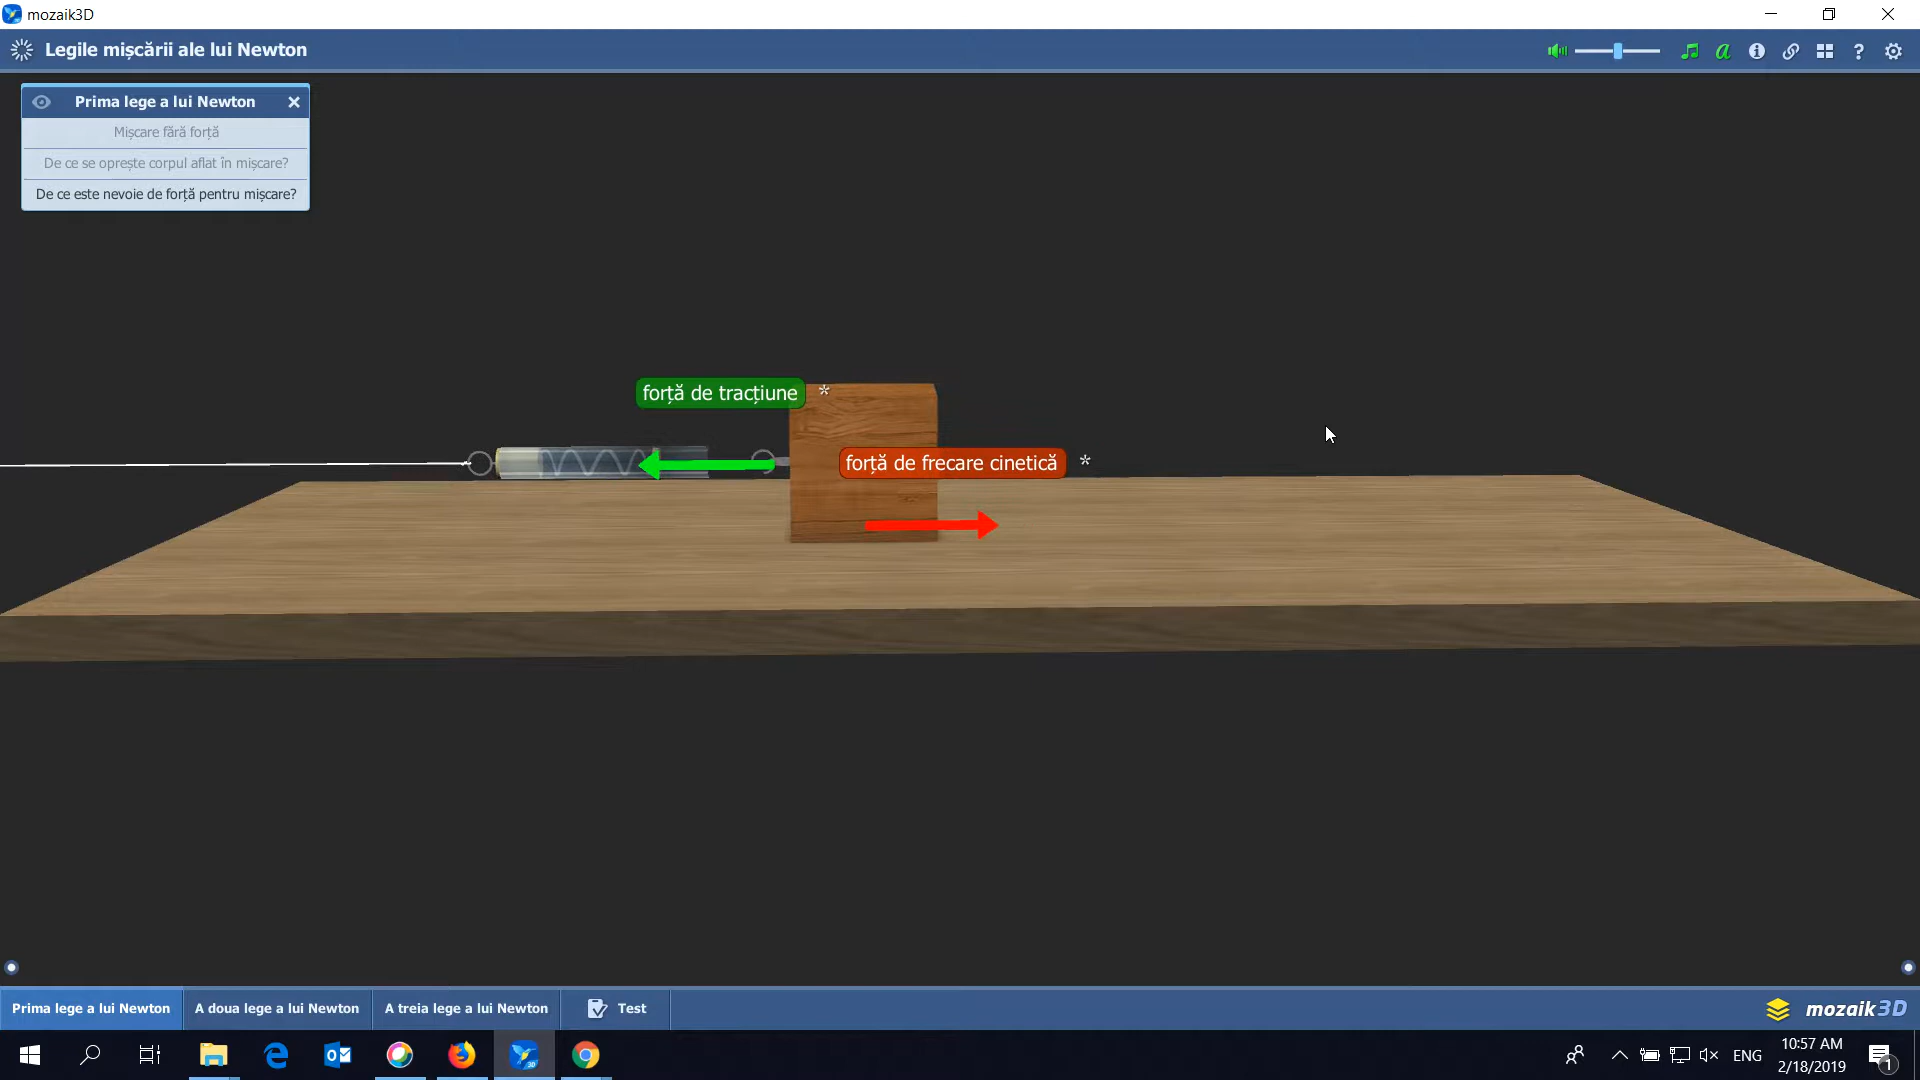 mozaik3D
Legile mișcării ale lui Newton
Prima lege a lui Newton
Mișcare fără forță
De ce se oprește corpul aflat în mișcare?
De ce este nevoie de forță pentru mișcare?
forță de tracțiune *
forță de frecare cinetică *
Prima lege a lui Newton
A doua lege a lui Newton
A treia lege a lui Newton
Test
mozaik3D
ENG
10:57 AM
2/18/2019
1